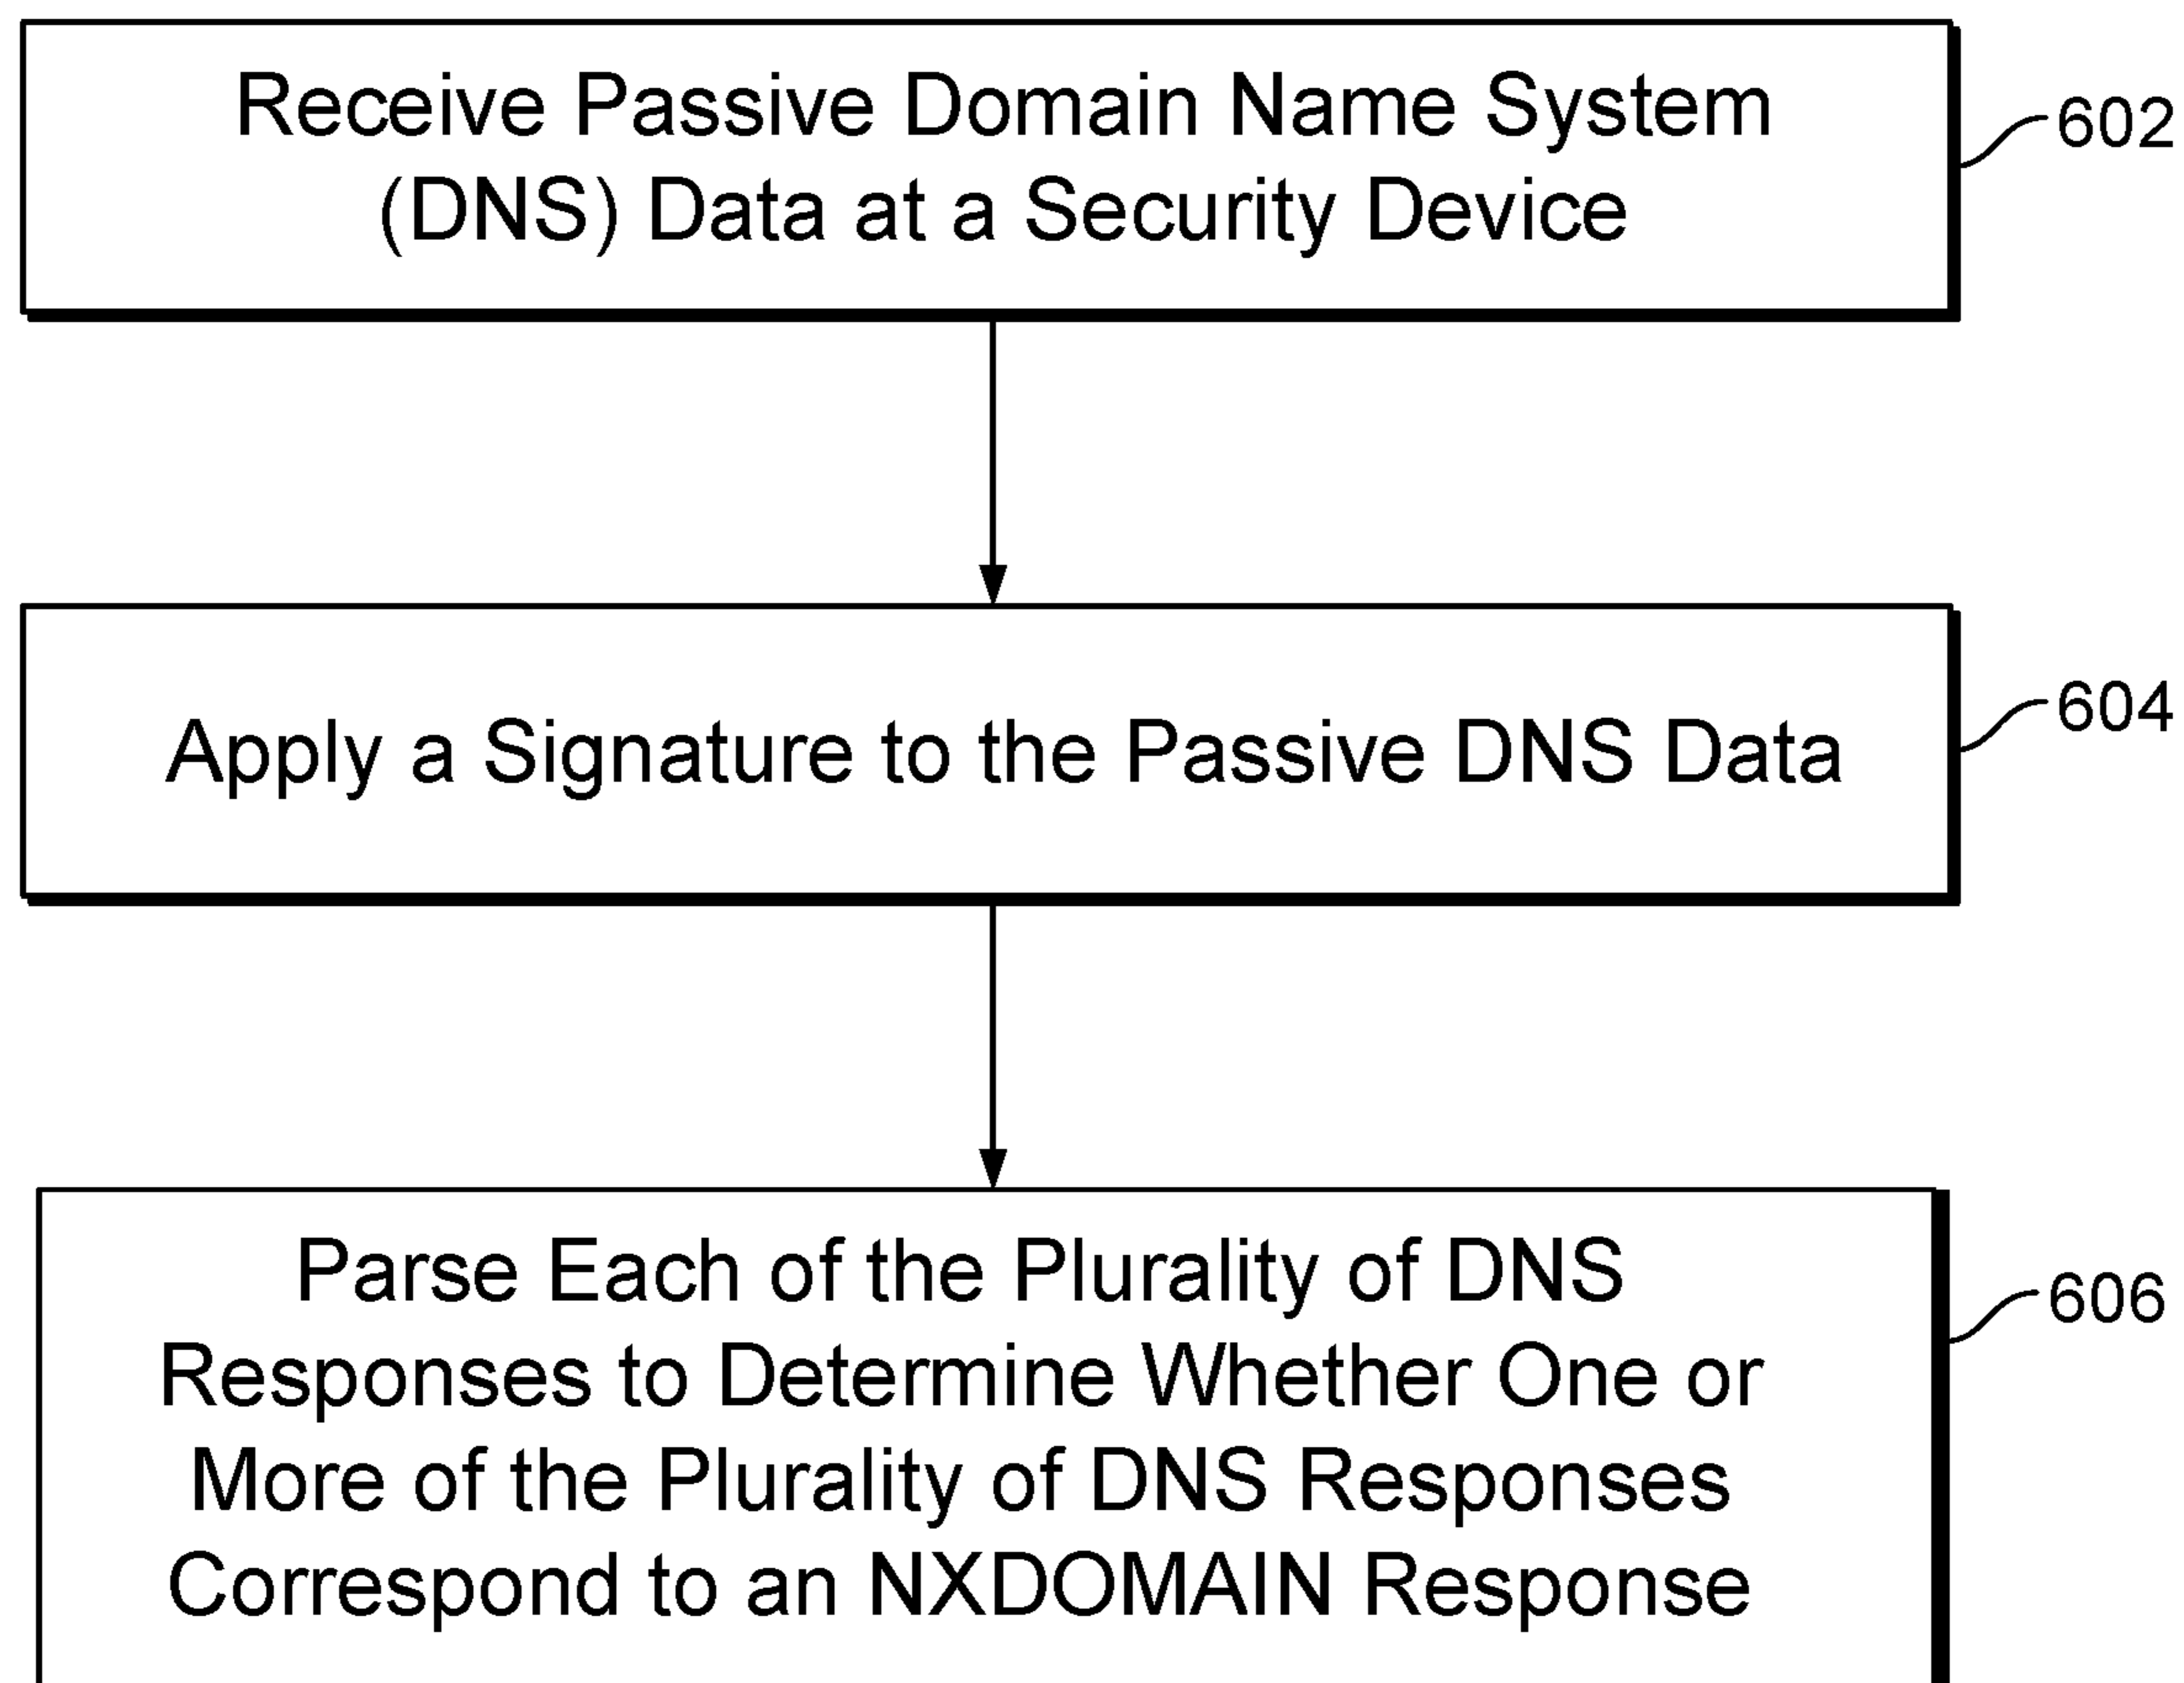 Receive Passive Domain Name System
602
(DNS) Data at a Security Device
604
Apply a Signature to the Passive DNS Data
Parse Each of the Plurality of DNS
606
Responses to Determine Whether One or
More of the Plurality of DNS Responses
Correspond to an NXDOMAIN Response